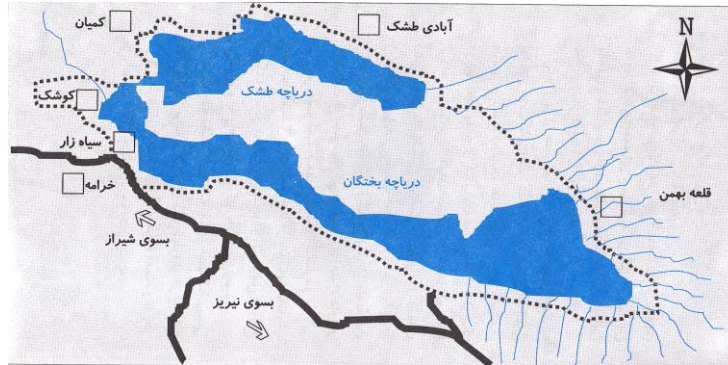 کمیان
آبادی طشک
N
دریاچه طشک
کوشک
سیاه زار
خرامه
دریاچه بختگان
قلعه بهمن
بسوی شیراز
بسوی نیریز